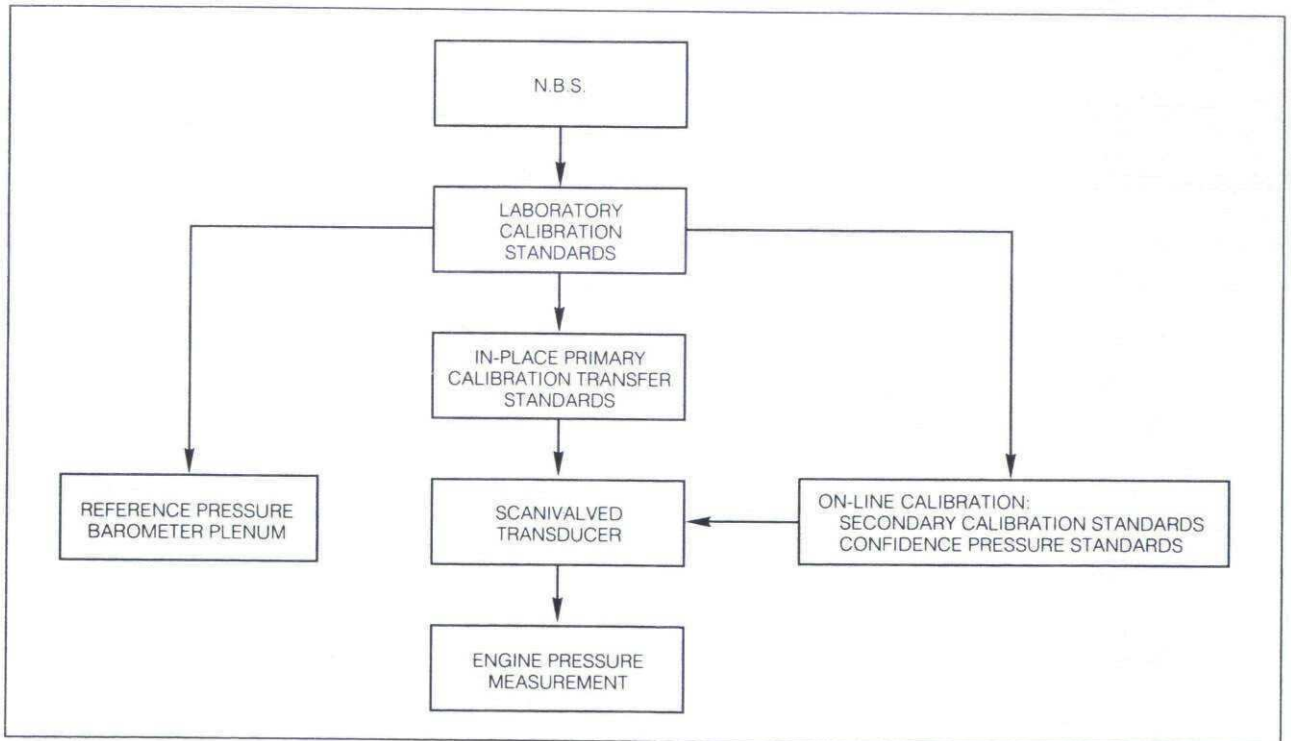 N.B.S.
LABORATORY
CALIBRATION
STANDARDS
IN-PLACE PRIMARY
CALIBRATION TRANSFER
STANDARDS
REFERENCE PRESSURE
BAROMETER PLENUM
SCANIVALVED
TRANSDUCER
ON-LINE CALIBRATION:
SECONDARY CALIBRATION STANDARDS
CONFIDENCE PRESSURE STANDARDS
ENGINE PRESSURE
MEASUREMENT